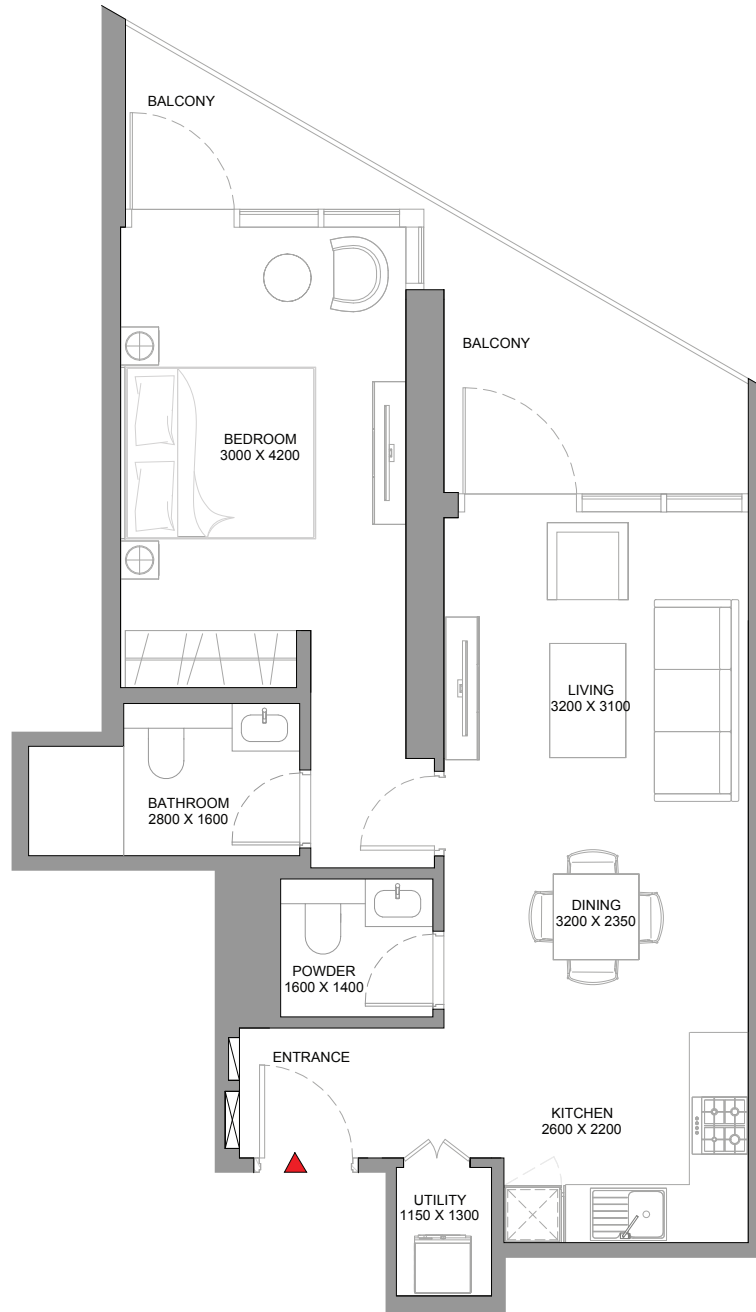 BALCONY
BALCONY
BEDROOM
3000 X 4200
LIVING
3200 X 3100
BATHROOM
2800 X 1600
DINING
3200 X 2350
POWDER
1600 X 1400
ENTRANCE
KITCHEN
2600 X 2200
UTILITY
1150 X 1300